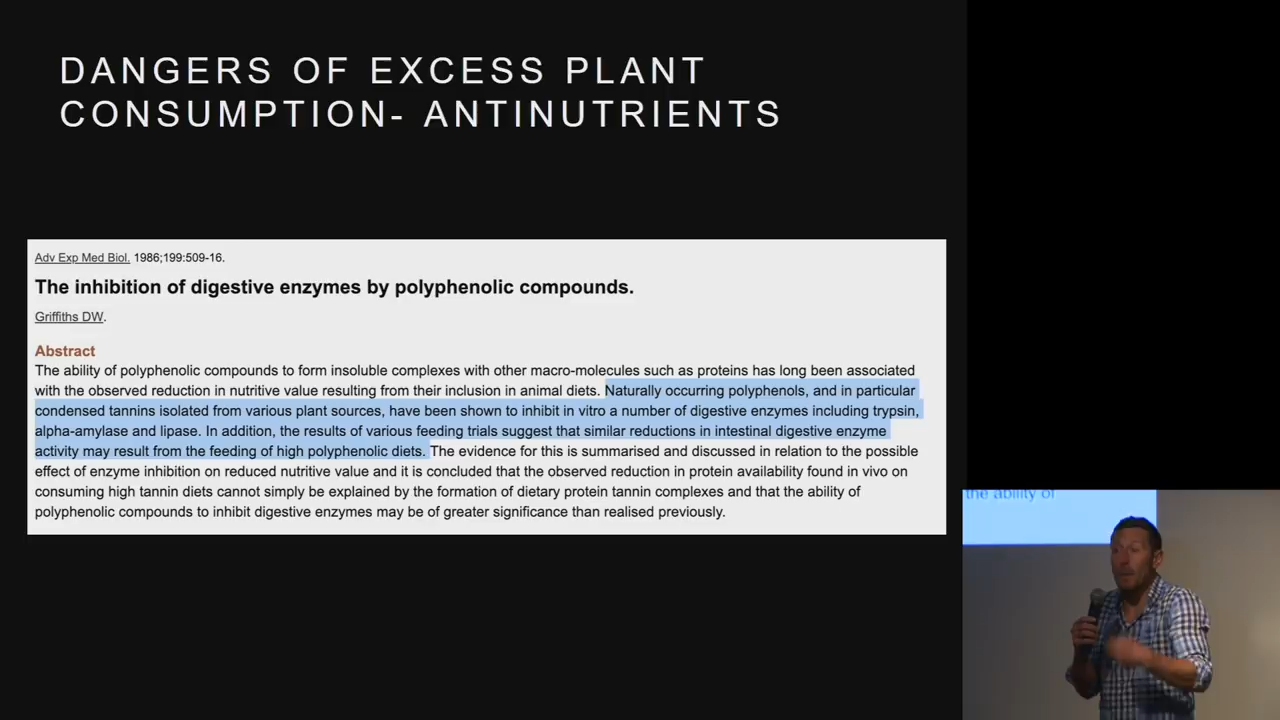 DANGERS OF EXCESS PLANT
CONSUMPTION- ANTINUTRIENTS
Adv Exp Med Biol. 1986;199:509-16.
The inhibition of digestive enzymes by polyphenolic compounds.
Griffiths DW.
Abstract
The ability of polyphenolic compounds to form insoluble complexes with other macro-molecules such as proteins has long been associated
with the observed reduction in nutritive value resulting from their inclusion in animal diets. Naturally occurring polyphenols, and in particular
condensed tannins isolated from various plant sources, have been shown to inhibit in vitro a number of digestive enzymes including trypsin,
alpha-amylase and lipase. In addition, the results of various feeding trials suggest that similar reductions in intestinal digestive enzyme
activity may result from the feeding of high polyphenolic diets. The evidence for this is summarised and discussed in relation to the possible
effect of enzyme inhibition on reduced nutritive value and it is concluded that the observed reduction in protein availability found in vivo on
consuming high tannin diets cannot simply be explained by the formation of dietary protein tannin complexes and that the ability of
polyphenolic compounds to inhibit digestive enzymes may be of greater significance than realised previously.
the ability of